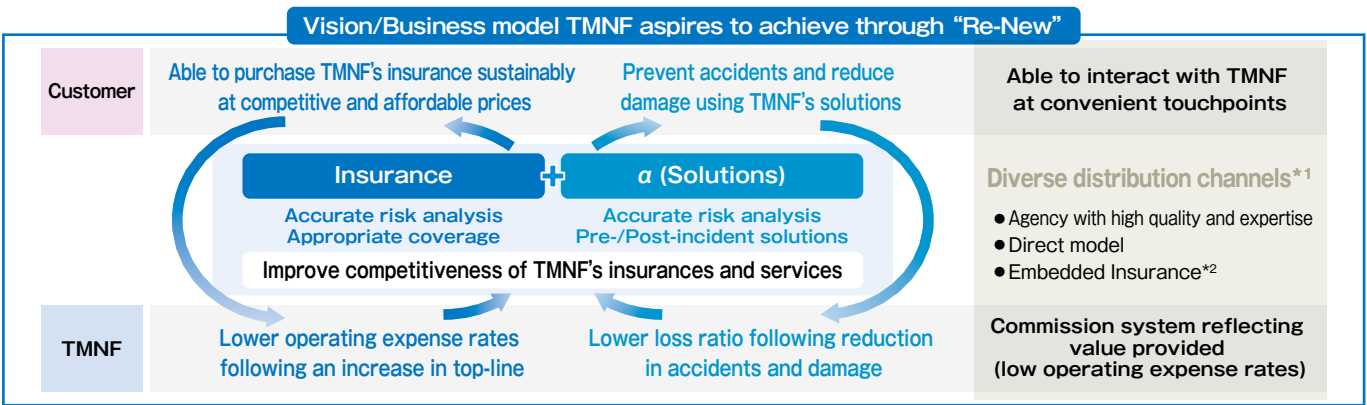 Vision/Business model TMNF aspires to achieve through “Re-New”
Customer
Able to purchase TMNF’s insurance sustainably
at competitive and affordable prices
Prevent accidents and reduce
damage using TMNF’s solutions
Able to interact with TMNF
at convenient touchpoints
Insurance
+
α (Solutions)
Accurate risk analysis
Appropriate coverage
Accurate risk analysis
Pre-/Post-incident solutions
Improve competitiveness of TMNF’s insurances and services
Diverse distribution channels*1
●Agency with high quality and expertise
●Direct model
●Embedded Insurance*2
TMNF
Lower operating expense rates
following an increase in top-line
Lower loss ratio following reduction
in accidents and damage
Commission system reflecting
value provided
(low operating expense rates)